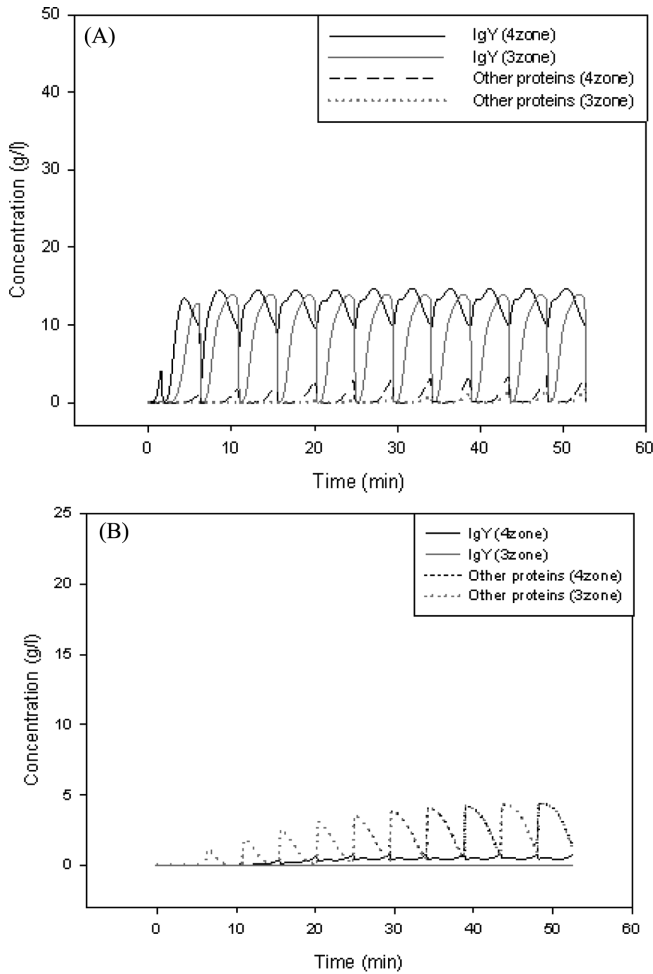 (A)
IgY (4zone)
IgY (3zone)
Other proteins (4zone)
Other proteins (3zone)
50
40
30
20
10
0
Concentration (g/l)
0 10 20 30 40 50 60
Time (min)
(B)
IgY (4zone)
IgY (3zone)
Other proteins (4zone)
Other proteins (3zone)
25
20
15
10
5
0
Concentration (g/l)
0 10 20 30 40 50 60
Time (min)